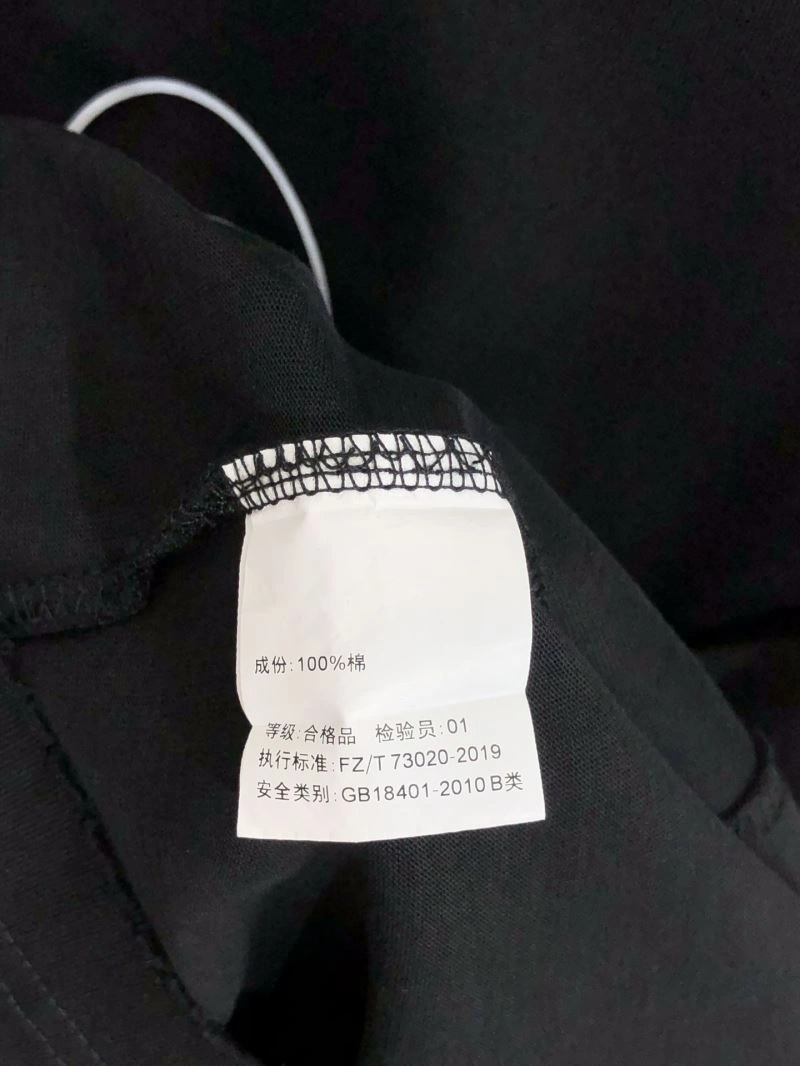 成份:100%棉
等级:合格品 检验员:01
执行标准:FZ/T 73020-2019
安全类别:GB18401-2010 B类